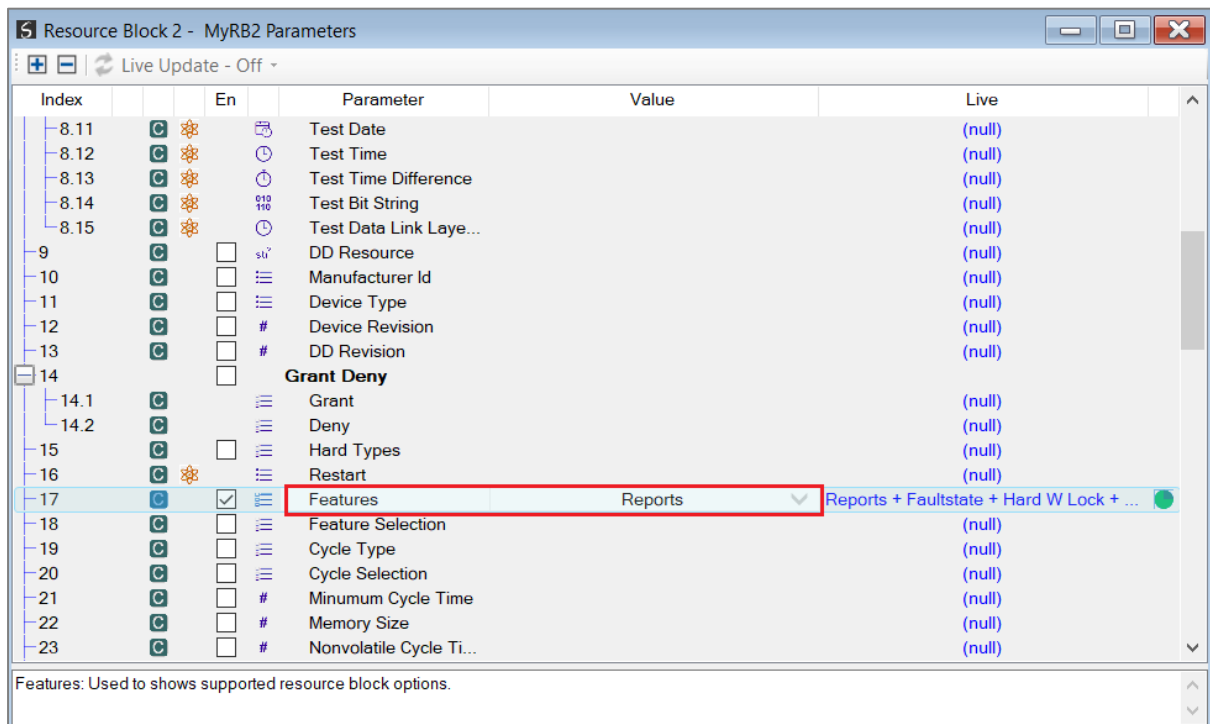 Resource Block 2 - MyRB2 Parameters
Live Update - Off
Index En Parameter Value Live
8.11 C Test Date (null)
8.12 C Test Time (null)
8.13 C Test Time Difference (null)
8.14 C 010 110 Test Bit String (null)
8.15 C Test Data Link Laye... (null)
9 C DD Resource (null)
10 C Manufacturer Id (null)
11 C Device Type (null)
12 C # Device Revision (null)
13 C # DD Revision (null)
14 Grant Deny
14.1 C Grant (null)
14.2 C Deny (null)
15 C Hard Types (null)
16 C Restart (null)
17 C Features Reports Reports + Faultstate + Hard W Lock + ...
18 C Feature Selection (null)
19 C Cycle Type (null)
20 C Cycle Selection (null)
21 C # Minumum Cycle Time (null)
22 C # Memory Size (null)
23 C # Nonvolatile Cycle Ti... (null)
Features: Used to shows supported resource block options.